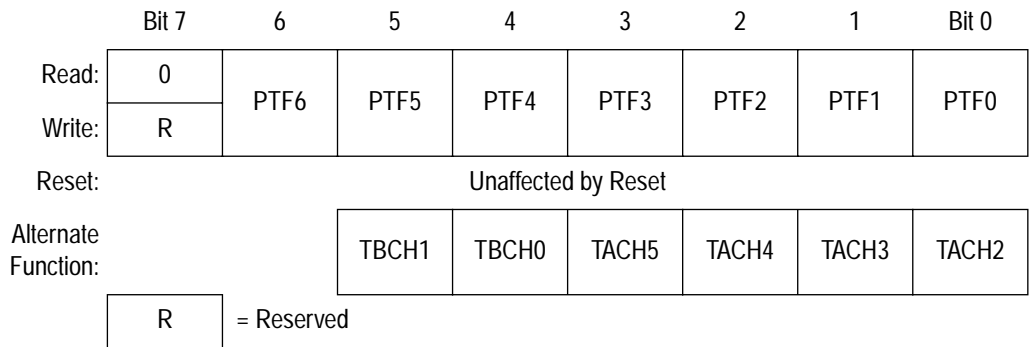 Bit 7 6 5 4 3 2 1 Bit 0
Read: 0
PTF6 PTF5 PTF4 PTF3 PTF2 PTF1 PTF0
Write: R
Reset: Unaffected by Reset
Alternate
Function:
TBCH1 TBCH0 TACH5 TACH4 TACH3 TACH2
R = Reserved